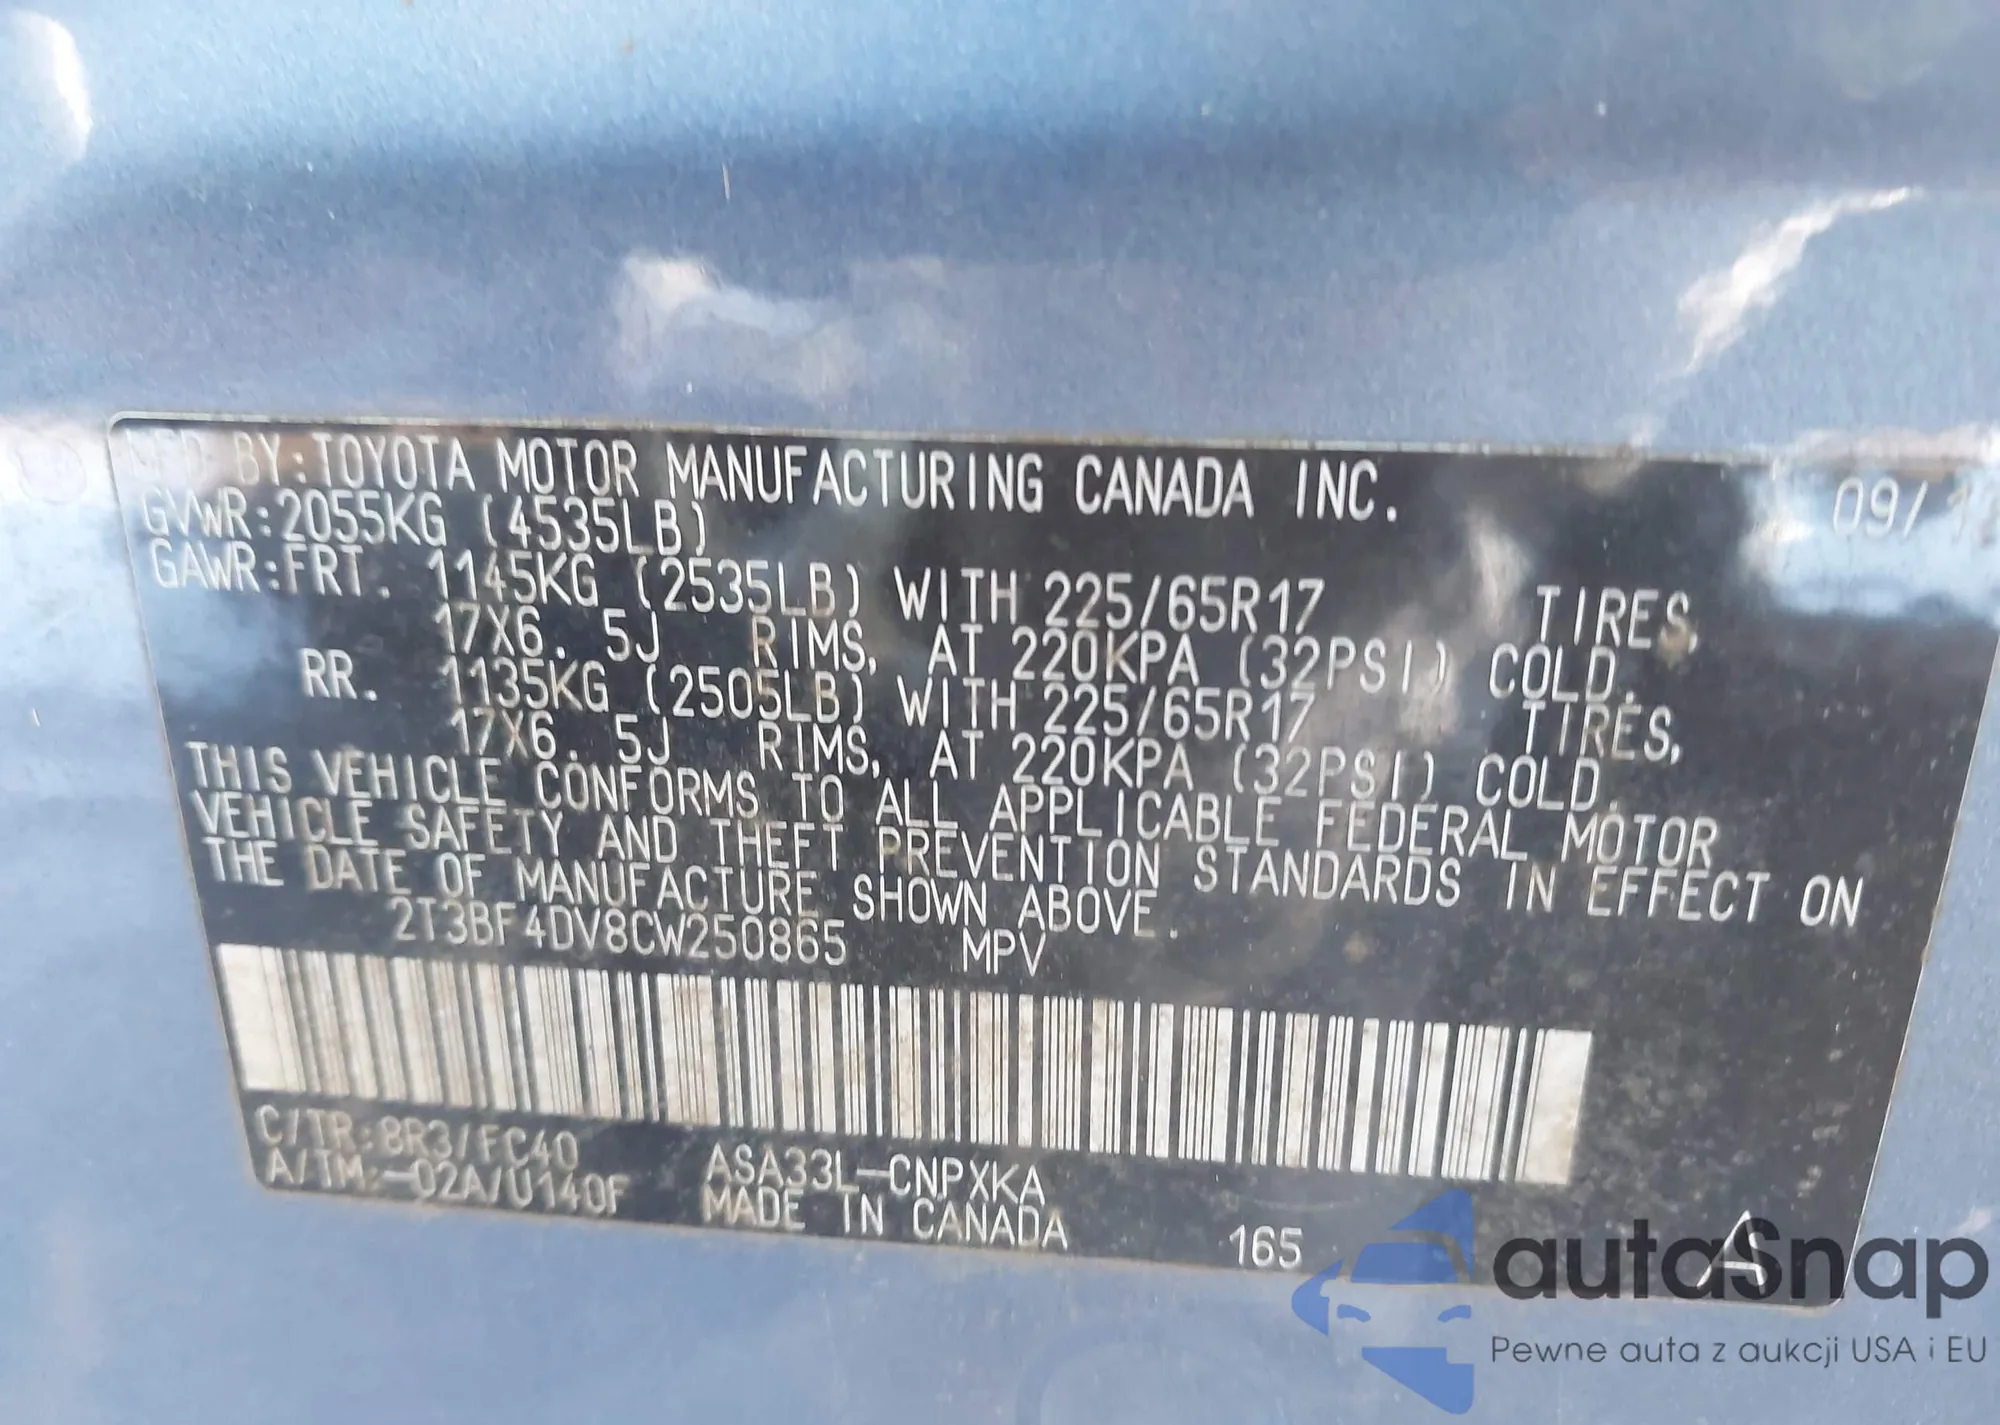 MFD BY:TOYOTA MOTOR MANUFACTURING CANADA INC. 09/
GVWR:2055KG (4535LB)
GAWR:FRT. 1145KG (2535LB) WITH 225/65R17 TIRES,
17X6. 5J RIMS, AT 220KPA (32PSI) COLD.
RR. 1135KG (2505LB) WITH 225/65R17 TIRES,
17X6. 5J RIMS, AT 220KPA (32PSI) COLD.
THIS VEHICLE CONFORMS TO ALL APPLICABLE FEDERAL MOTOR
VEHICLE SAFETY AND THEFT PREVENTION STANDARDS IN EFFECT ON
THE DATE OF MANUFACTURE SHOWN ABOVE.
2T3BF4DV8CW250865 MPV
C/TR:8R3/FC40 ASA33L-CNPXKA
A/TM:-02A/U140F MADE IN CANADA 165 A
autaSnap
Pewne auta z aukcji USA i EU